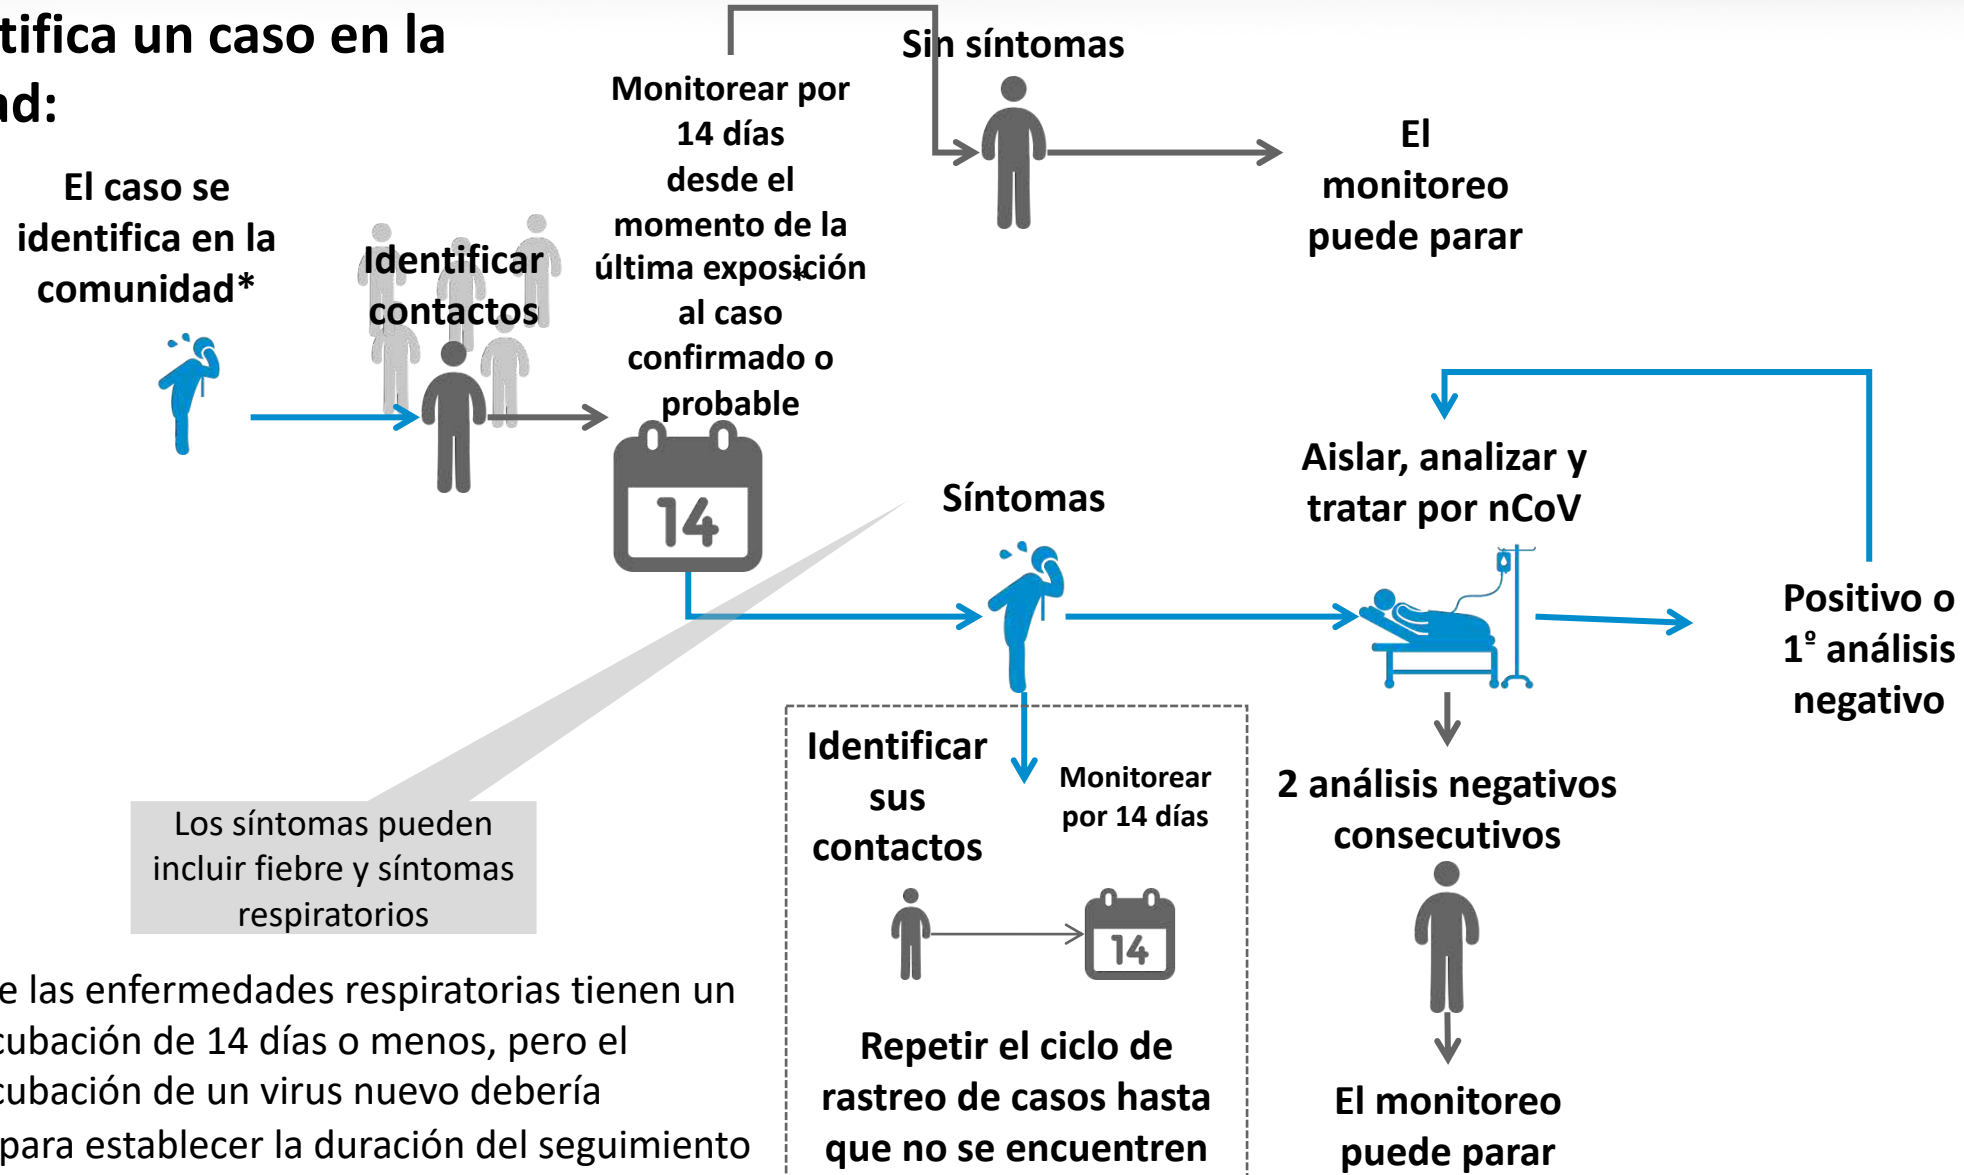 tifica un caso en la
ad:
El caso se
identifica en la
comunidad*
Identificar
contactos
Monitorear por
14 días
desde el
momento de la
última exposición
*
al caso
confirmado o
probable
14
Sin síntomas
El
monitoreo
puede parar
Síntomas
Aislar, analizar y
tratar por nCoV
Positivo o
1º análisis
negativo
Los síntomas pueden
incluir fiebre y síntomas
respiratorios
Identificar
sus
contactos
Monitorear
por 14 días
14
Repetir el ciclo de
rastreo de casos hasta
que no se encuentren
2 análisis negativos
consecutivos
El monitoreo
puede parar
e las enfermedades respiratorias tienen un
cubación de 14 días o menos, pero el
cubación de un virus nuevo debería
para establecer la duración del seguimiento